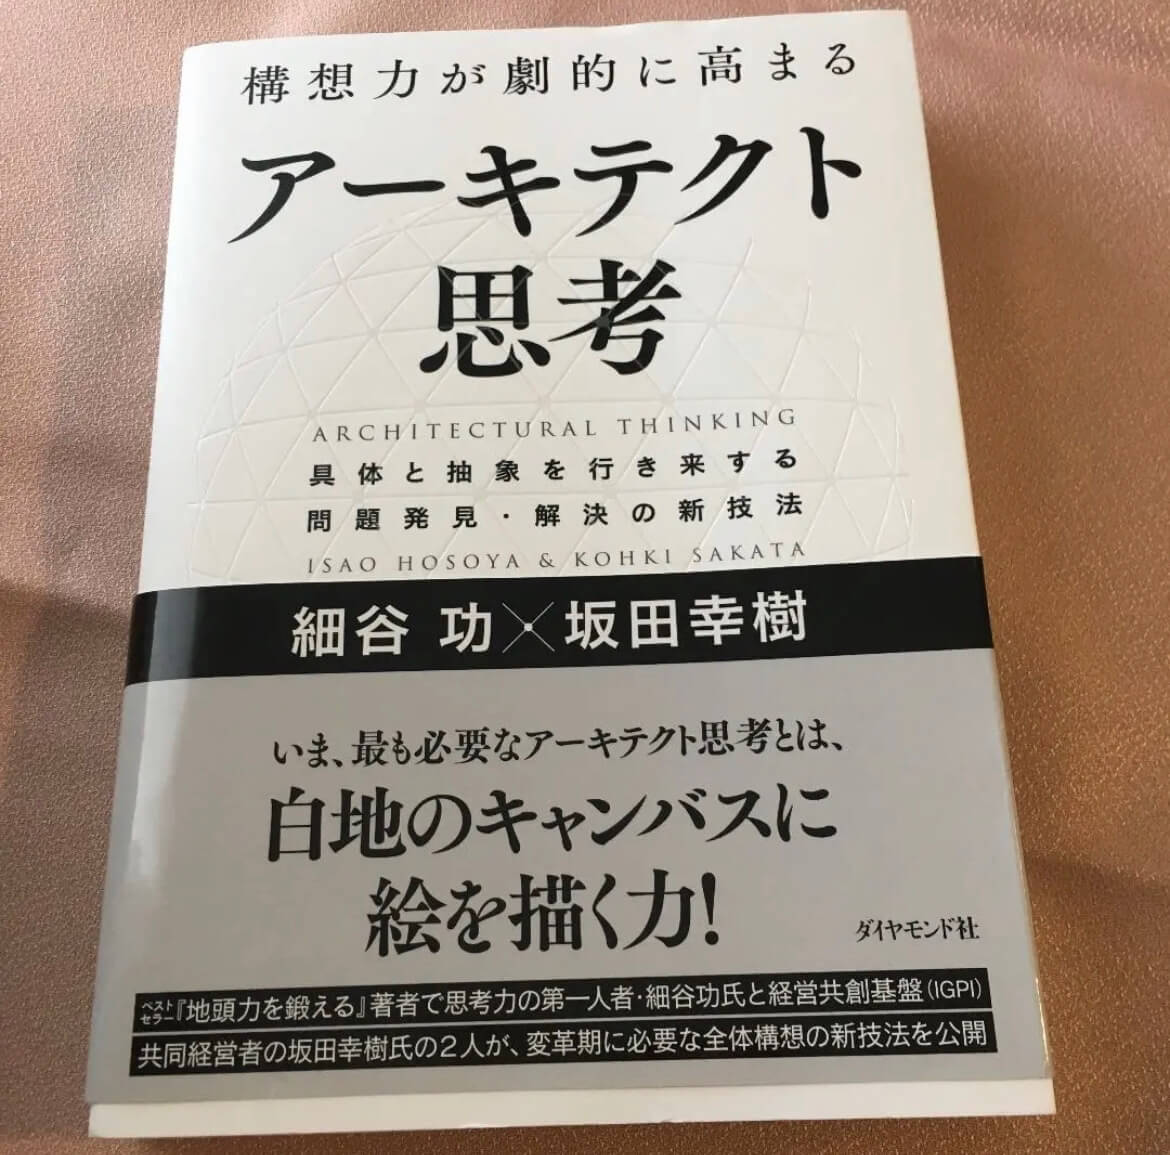 構想力が劇的に高まる
アーキテクト
思考
ARCHITECTURAL THINKING
具体と抽象を行き来する
問題発見・解決の新技法
ISAO HOSOYA & KOHKI SAKATA
細谷 功×坂田幸樹
いま、最も必要なアーキテクト思考とは、
白地のキャンバスに
絵を描く力!
ダイヤモンド社
ベストセラー『地頭力を鍛える』著者で思考力の第一人者・細谷功氏と経営共創基盤(IGPI)
共同経営者の坂田幸樹氏の2人が、変革期に必要な全体構想の新技法を公開